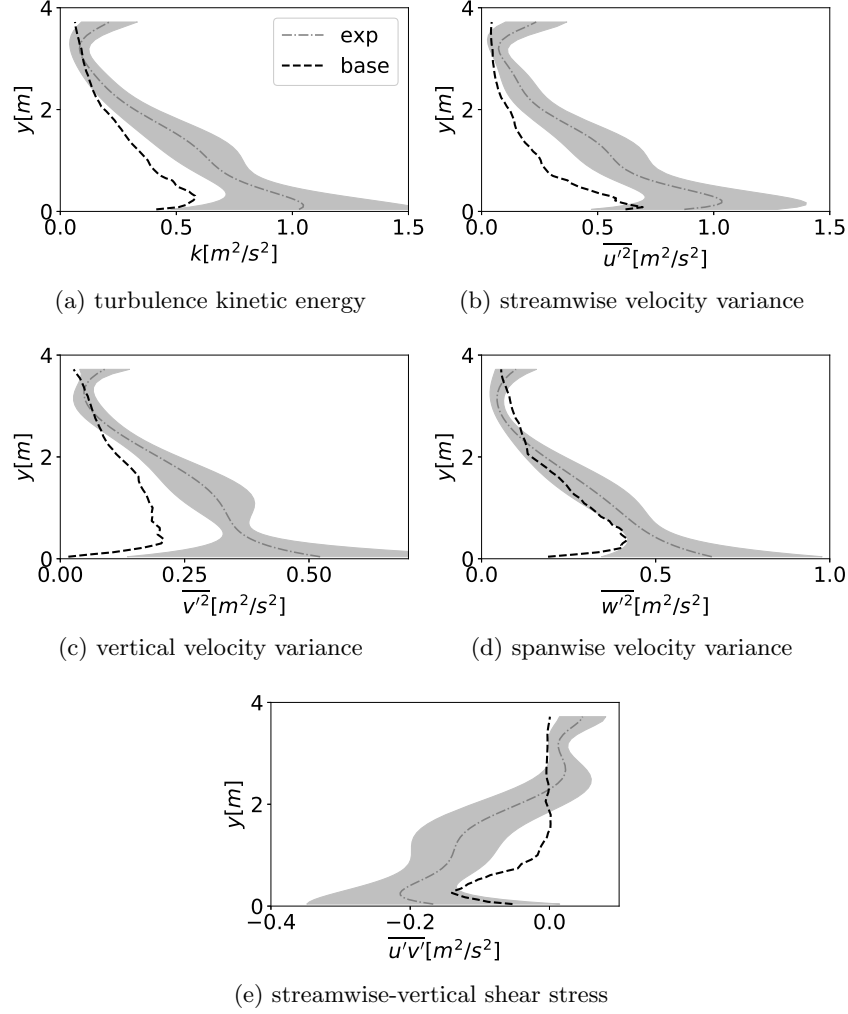 4
2
0
y[m]
exp
base
0.0 0.5 1.0 1.5
k[m²/s²]
(a) turbulence kinetic energy
4
2
0
y[m]
0.0 0.5 1.0 1.5
u′²[m²/s²]
(b) streamwise velocity variance
4
2
0
y[m]
0.00 0.25 0.50
v′²[m²/s²]
(c) vertical velocity variance
4
2
0
y[m]
0.0 0.5 1.0
w′²[m²/s²]
(d) spanwise velocity variance
4
2
0
y[m]
−0.4 −0.2 0.0
u′v′[m²/s²]
(e) streamwise-vertical shear stress